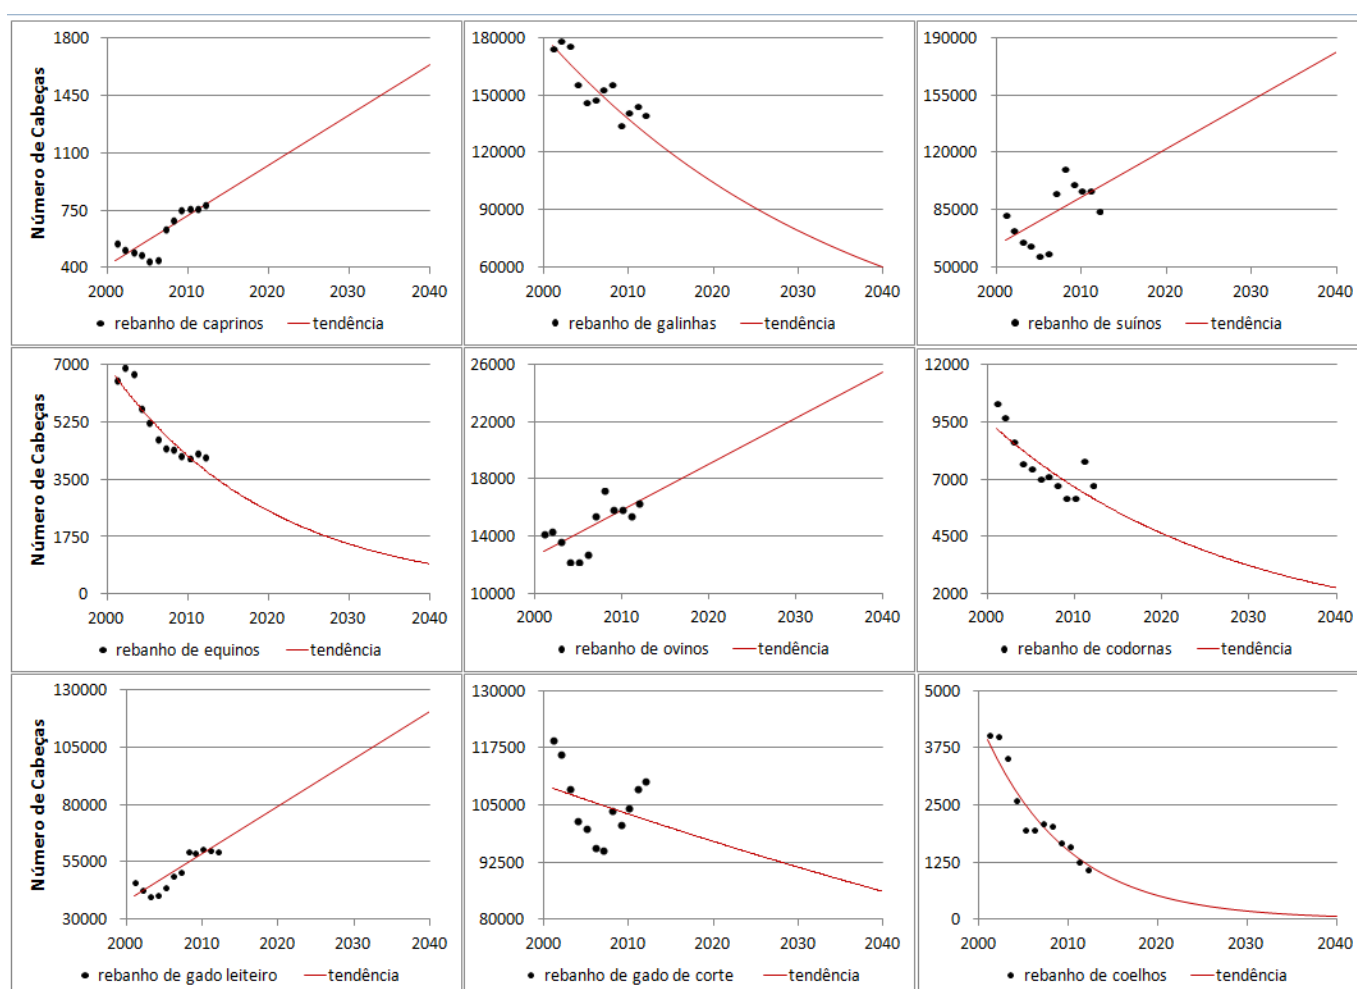 Número de Cabeças
1800
1450
1100
750
400
2000 2010 2020 2030 2040
rebanho de caprinos tendência
180000
150000
120000
90000
60000
2000 2010 2020 2030 2040
rebanho de galinhas tendência
190000
155000
120000
85000
50000
2000 2010 2020 2030 2040
rebanho de suínos tendência
Número de Cabeças
7000
5250
3500
1750
0
2000 2010 2020 2030 2040
rebanho de equinos tendência
26000
22000
18000
14000
10000
2000 2010 2020 2030 2040
rebanho de ovinos tendência
12000
9500
7000
4500
2000
2000 2010 2020 2030 2040
rebanho de codornas tendência
Número de Cabeças
130000
105000
80000
55000
30000
2000 2010 2020 2030 2040
rebanho de gado leiteiro tendência
130000
117500
105000
92500
80000
2000 2010 2020 2030 2040
rebanho de gado de corte tendência
5000
3750
2500
1250
0
2000 2010 2020 2030 2040
rebanho de coelhos tendência